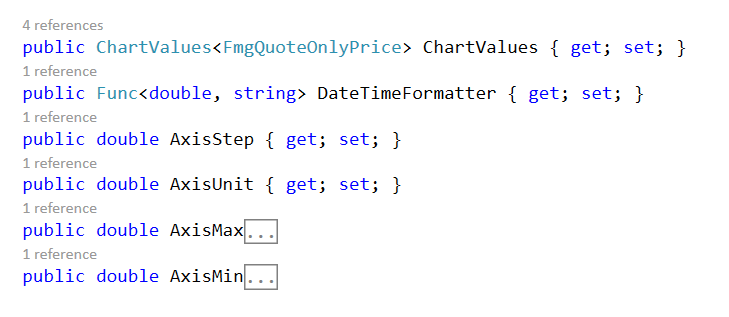 4 references
public ChartValues<FmgQuoteOnlyPrice> ChartValues { get; set; }
1 reference
public Func<double, string> DateTimeFormatter { get; set; }
1 reference
public double AxisStep { get; set; }
1 reference
public double AxisUnit { get; set; }
1 reference
public double AxisMax...
1 reference
public double AxisMin...